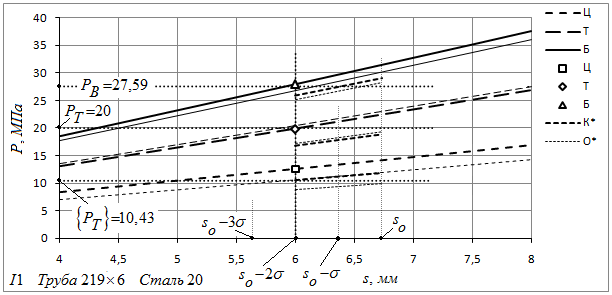 P, МПа
40
35
30
25
20
15
10
5
0
P_B=27,59
P_T=20
{P_T}=10,43
s_o−3σ
s_o−2σ
s_o−σ
s_o
4
4,5
5
5,5
6
6,5
7
7,5
8
s, мм
I1 Труба 219×6 Сталь 20
Ц
Т
Б
Ц
Т
Б
К*
О*